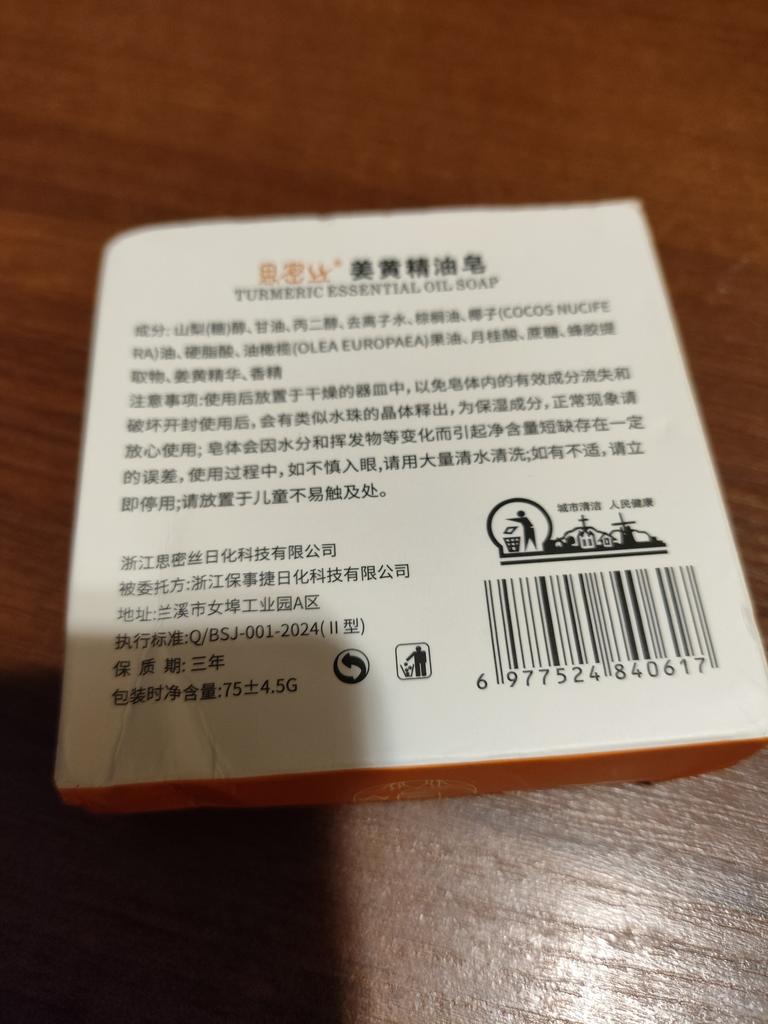 思密丝® 姜黄精油皂
TURMERIC ESSENTIAL OIL SOAP
成分: 山梨(糖)醇、甘油、丙二醇、去离子水、棕榈油、椰子(COCOS NUCIFE
RA)油、硬脂酸、油橄榄(OLEA EUROPAEA)果油、月桂酸、蔗糖、蜂胶提
取物、姜黄精华、香精
注意事项:使用后放置于干燥的器皿中，以免皂体内的有效成分流失和
破坏开封使用后，会有类似水珠的晶体释出，为保湿成分，正常现象请
放心使用; 皂体会因水分和挥发物等变化而引起净含量短缺存在一定
的误差，使用过程中，如不慎入眼,请用大量清水清洗;如有不适，请立
即停用;请放置于儿童不易触及处。
城市清洁 人民健康
浙江思密丝日化科技有限公司
被委托方:浙江保事捷日化科技有限公司
地址:兰溪市女埠工业园A区
执行标准:Q/BSJ-001-2024(Ⅱ型)
保 质 期: 三年
包装时净含量:75±4.5G
6 977524 840617